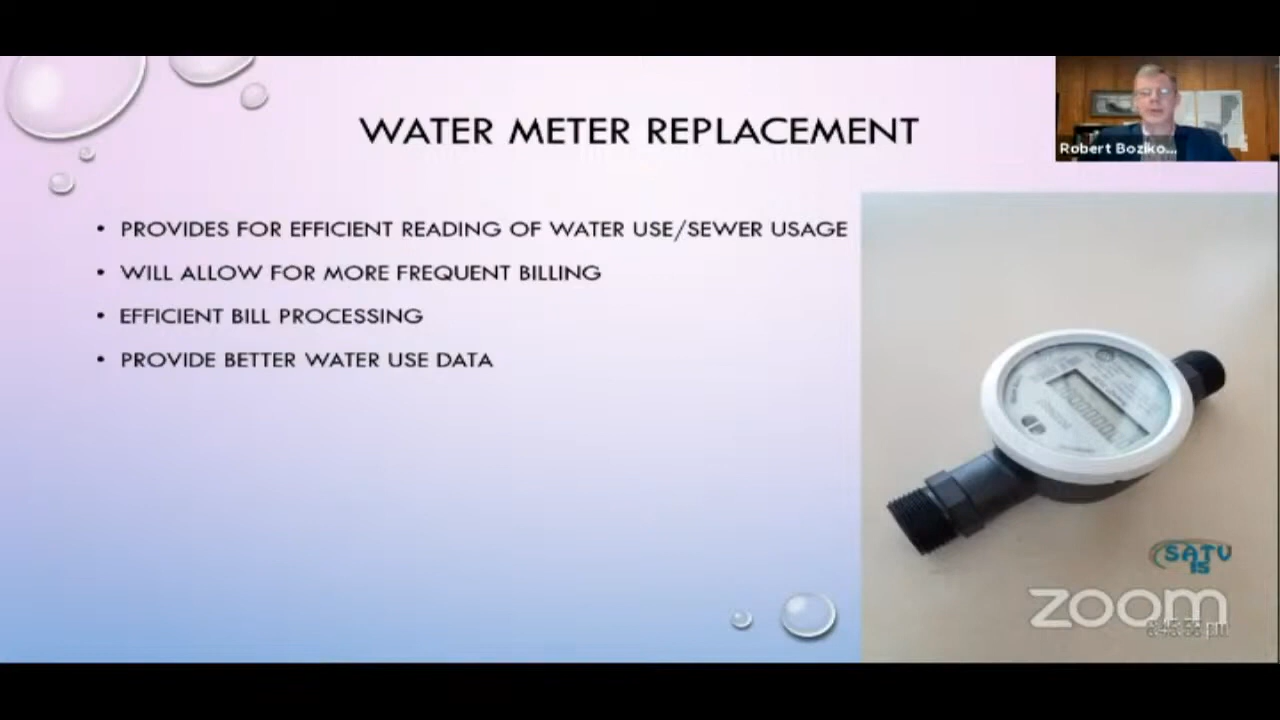 WATER METER REPLACEMENT
Robert Boziko...
• PROVIDES FOR EFFICIENT READING OF WATER USE/SEWER USAGE
• WILL ALLOW FOR MORE FREQUENT BILLING
• EFFICIENT BILL PROCESSING
• PROVIDE BETTER WATER USE DATA
SATV
15
zoom